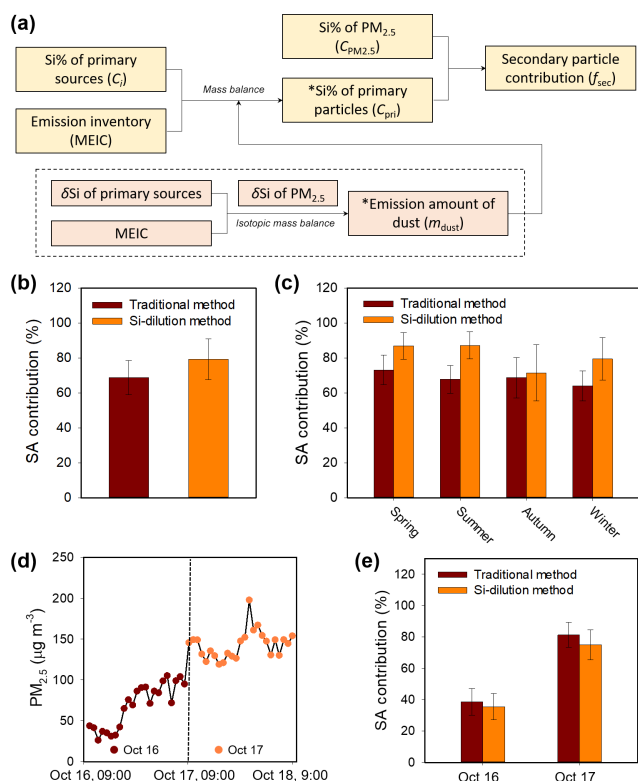 (a)
Si% of primary
sources (Cᵢ)
Emission inventory
(MEIC)
Mass balance
Si% of PM₂.₅
(C_PM2.5)
*Si% of primary
particles (C_pri)
Secondary particle
contribution (f_sec)
δSi of primary sources
MEIC
δSi of PM₂.₅
Isotopic mass balance
*Emission amount of
dust (m_dust)
(b)
SA contribution (%)
120
100
80
60
40
20
0
Traditional method
Si-dilution method
(c)
SA contribution (%)
120
100
80
60
40
20
0
Traditional method
Si-dilution method
Spring
Summer
Autumn
Winter
(d)
PM₂.₅ (μg m⁻³)
250
200
150
100
50
0
Oct 16
Oct 17
Oct 16, 09:00
Oct 17, 09:00
Oct 18, 9:00
(e)
SA contribution (%)
120
100
80
60
40
20
0
Traditional method
Si-dilution method
Oct 16
Oct 17